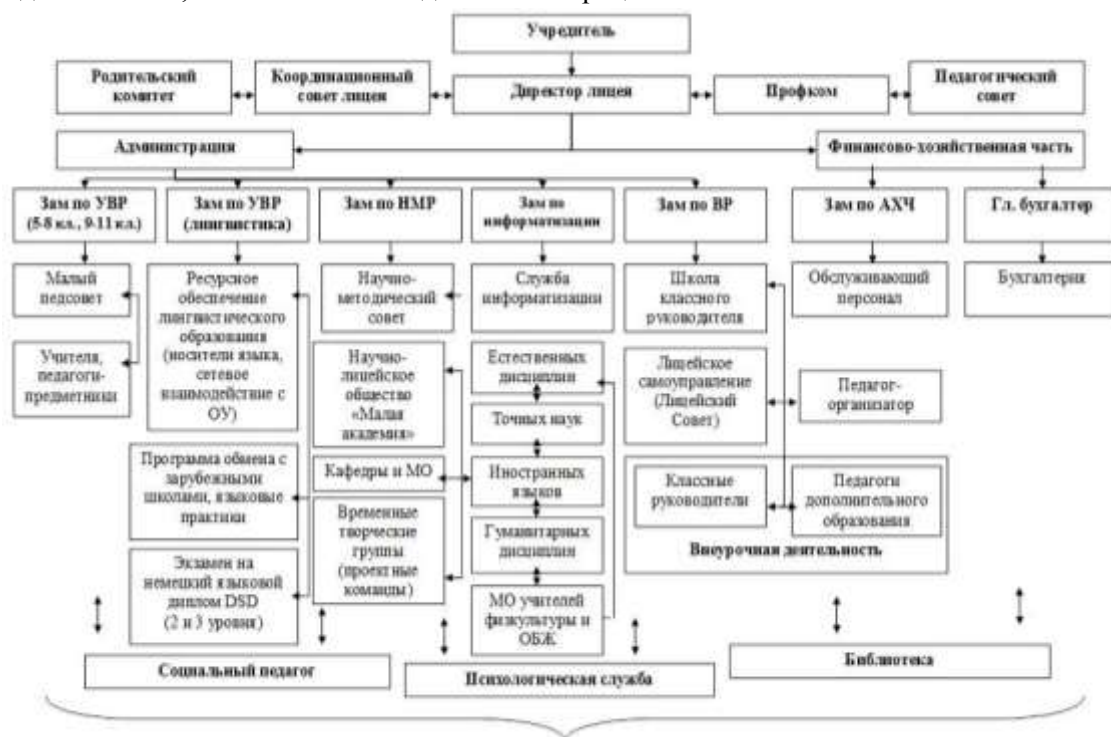 Учредитель
Родительский
комитет
Координационный
совет лицея
Директор лицея
Профком
Педагогический
совет
Администрация
Финансово-хозяйственная часть
Зам по УВР
(5-8 кл., 9-11 кл.)
Зам по УВР
(лингвистика)
Зам по НМР
Зам по
информатизации
Зам по ВР
Зам по АХЧ
Гл. бухгалтер
Малый
педсовет
Учителя,
педагоги-
предметники
Ресурсное
обеспечение
лингвистического
образования
(носители языка,
сетевое
взаимодействие с
ОУ)
Программа обмена с
зарубежными
школами, языковые
практики
Экзамен на
немецкий языковой
диплом DSD
(2 и 3 уровня)
Научно-
методический
совет
Научно-
лицейское
общество
«Малая
академия»
Кафедры и МО
Временные
творческие
группы
(проектные
команды)
Служба
информатизации
Естественных
дисциплин
Точных наук
Иностранных
языков
Гуманитарных
дисциплин
МО учителей
физкультуры и
ОБЖ
Школа
классного
руководителя
Лицейское
самоуправление
(Лицейский
Совет)
Классные
руководители
Обслуживающий
персонал
Педагог-
организатор
Педагоги
дополнительного
образования
Внеурочная деятельность
Бухгалтерия
Социальный педагог
Психологическая служба
Библиотека